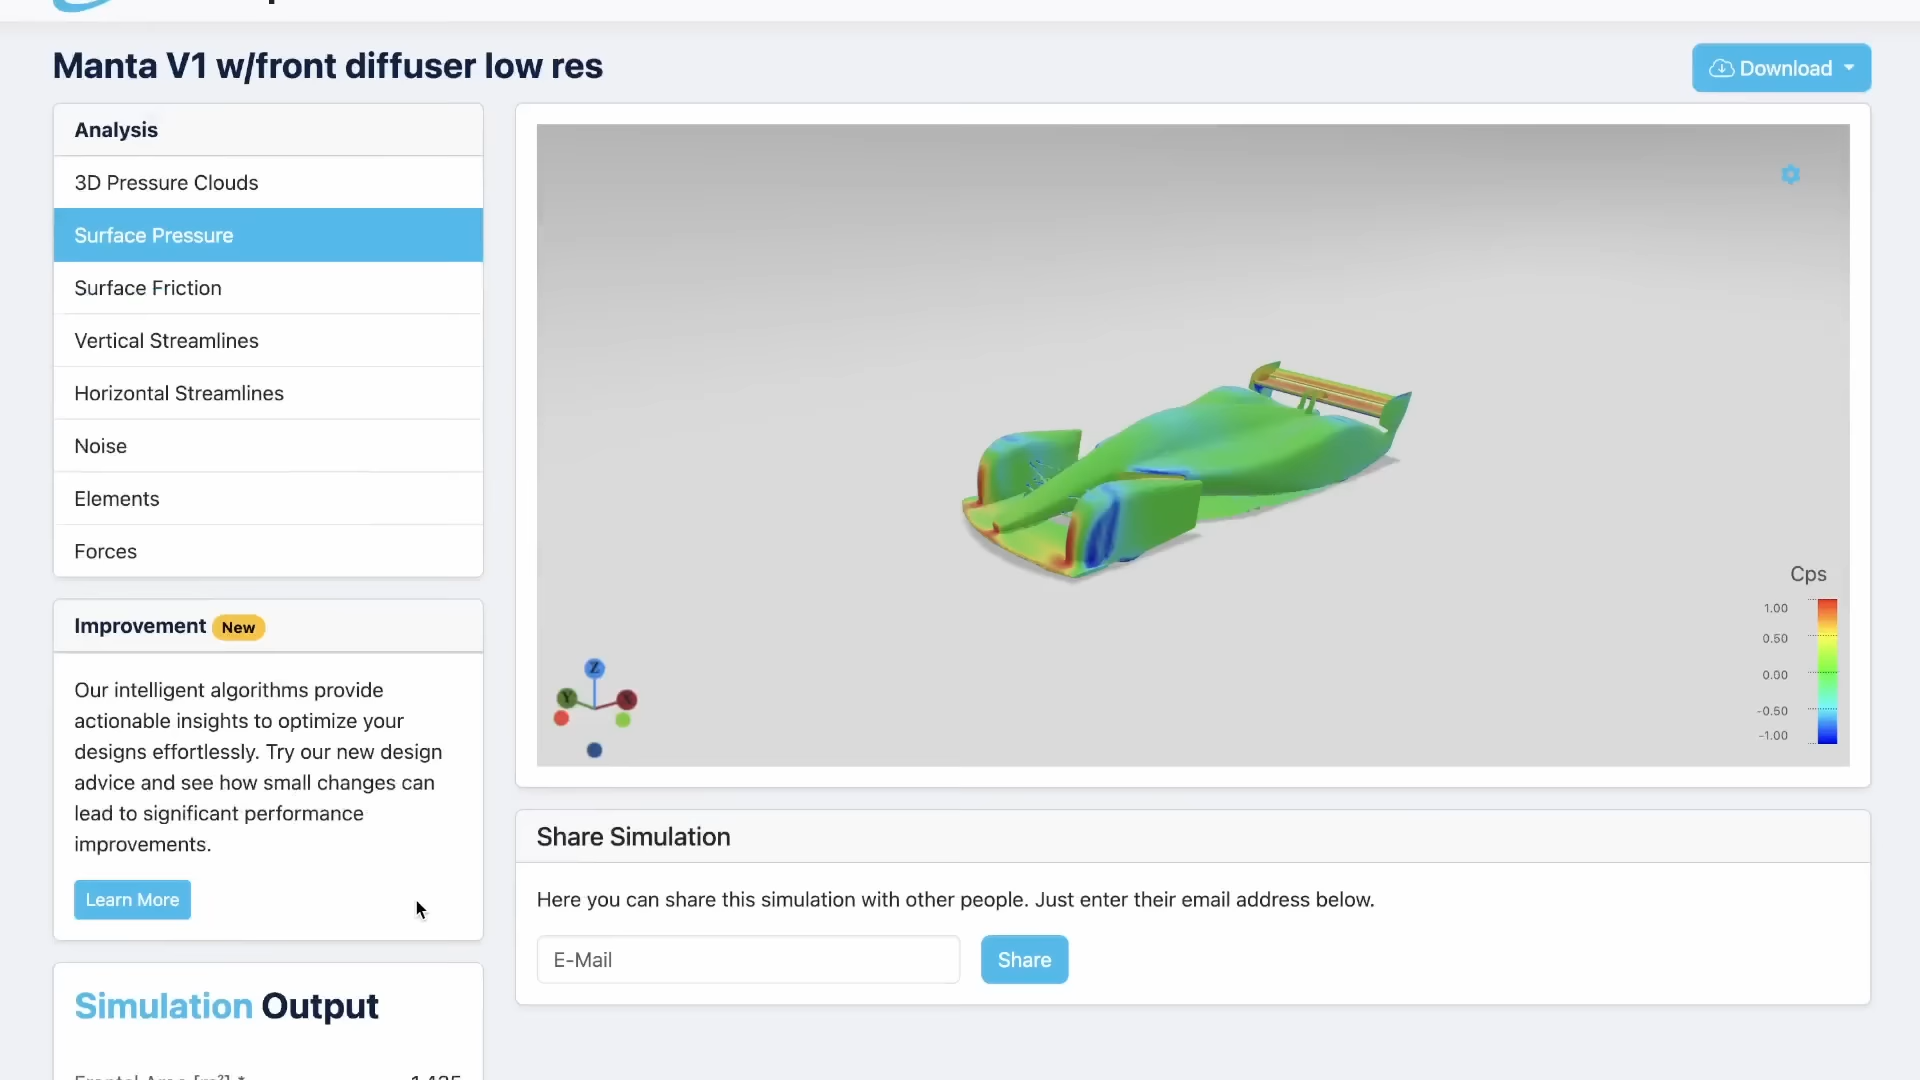 Manta V1 w/front diffuser low res
Download
Analysis
3D Pressure Clouds
Surface Pressure
Surface Friction
Vertical Streamlines
Horizontal Streamlines
Noise
Elements
Forces
Improvement New
Our intelligent algorithms provide
actionable insights to optimize your
designs effortlessly. Try our new design
advice and see how small changes can
lead to significant performance
improvements.
Learn More
Simulation Output
Cps
1.00
0.50
0.00
-0.50
-1.00
Z
Y
X
Share Simulation
Here you can share this simulation with other people. Just enter their email address below.
E-Mail
Share